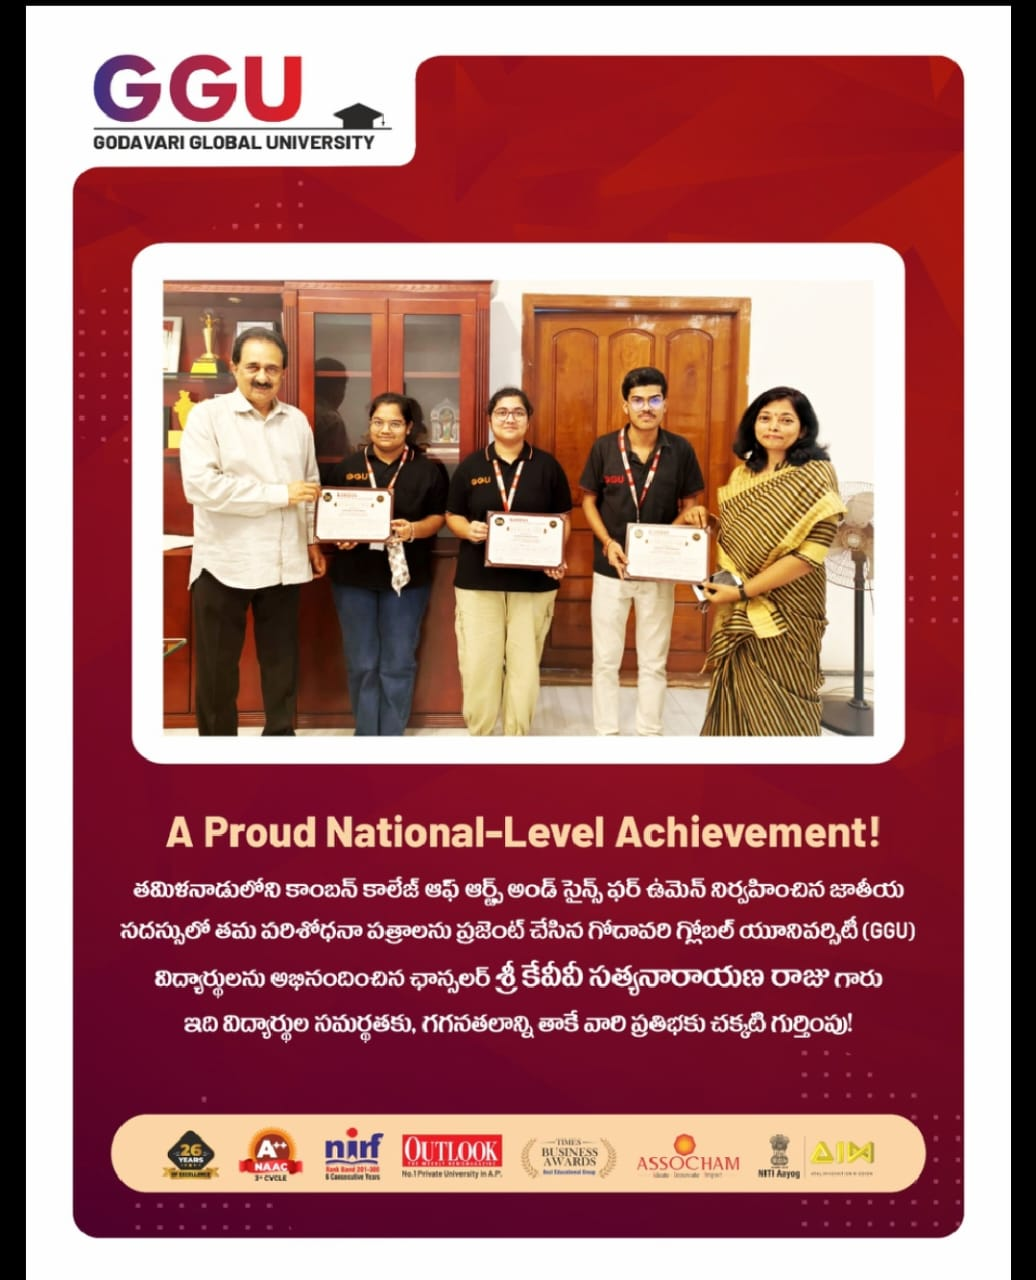 GGU
GODAVARI GLOBAL UNIVERSITY
GGU
GGU
GGU
A Proud National-Level Achievement!
తమిళనాడులోని కాంబన్ కాలేజ్ ఆఫ్ ఆర్ట్స్ అండ్ సైన్స్ ఫర్ ఉమెన్ నిర్వహించిన జాతీయ
సదస్సులో తమ పరిశోధనా పత్రాలను ప్రజెంట్ చేసిన గోదావరి గ్లోబల్ యూనివర్సిటీ (GGU)
విద్యార్థులను అభినందించిన ఛాన్సలర్ శ్రీ కేవీవీ సత్యనారాయణ రాజు గారు
ఇది విద్యార్థుల సమర్థతకు, గగనతలాన్ని తాకే వారి ప్రతిభకు చక్కటి గుర్తింపు!
26
YEARS
OF EXCELLENCE
A++
NAAC
3rd CYCLE
nirf
Rank Band 201-300
6 Consecutive Years
OUTLOOK
No.1 Private University in A.P.
TIMES
BUSINESS
AWARDS
Best Educational Group
ASSOCHAM
NITI Aayog
AIM
ATAL INNOVATION MISSION